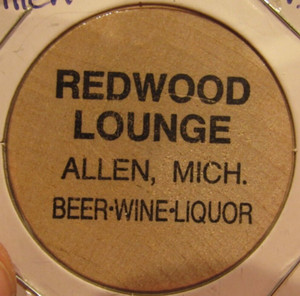 REDWOOD
LOUNGE
ALLEN, MICH.
BEER·WINE·LIQUOR